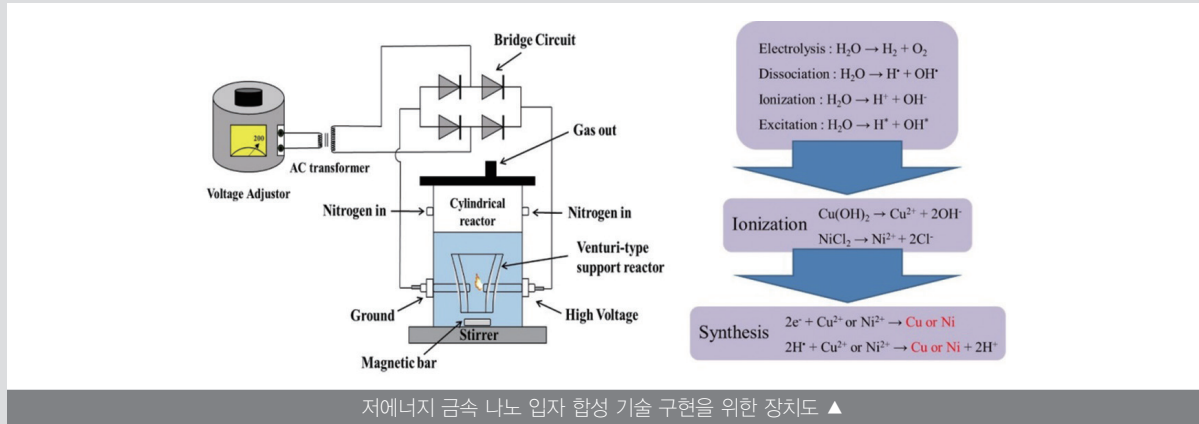 Bridge Circuit
Gas out
200
AC transformer
Voltage Adjustor
Nitrogen in
Cylindrical
reactor
Nitrogen in
Venturi-type
support reactor
Ground
High Voltage
Stirrer
Magnetic bar
Electrolysis : H₂O → H₂ + O₂
Dissociation : H₂O → H• + OH•
Ionization : H₂O → H⁺ + OH⁻
Excitation : H₂O → H* + OH*
Ionization
Cu(OH)₂ → Cu²⁺ + 2OH⁻
NiCl₂ → Ni²⁺ + 2Cl⁻
Synthesis
2e⁻ + Cu²⁺ or Ni²⁺ → Cu or Ni
2H• + Cu²⁺ or Ni²⁺ → Cu or Ni + 2H⁺
저에너지 금속 나노 입자 합성 기술 구현을 위한 장치도 ▲